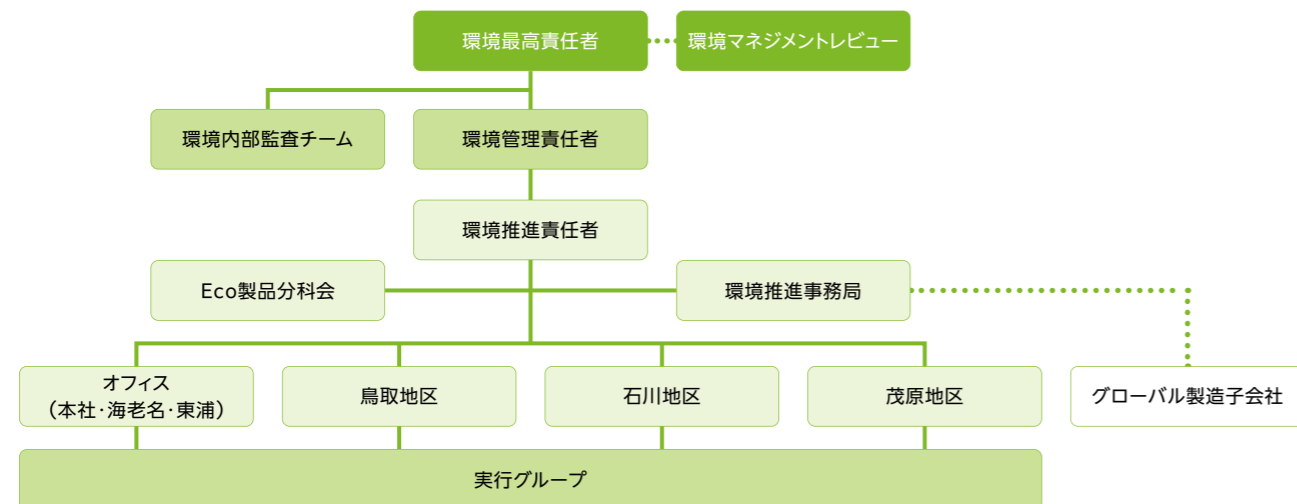 環境最高責任者
環境マネジメントレビュー
環境内部監査チーム
環境管理責任者
環境推進責任者
Eco製品分科会
環境推進事務局
オフィス
（本社・海老名・東浦）
鳥取地区
石川地区
茂原地区
グローバル製造子会社
実行グループ